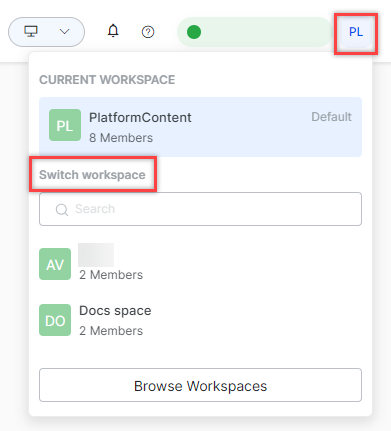 PL
CURRENT WORKSPACE
PL
PlatformContent
Default
8 Members
Switch workspace
Search
AV
2 Members
DO
Docs space
2 Members
Browse Workspaces